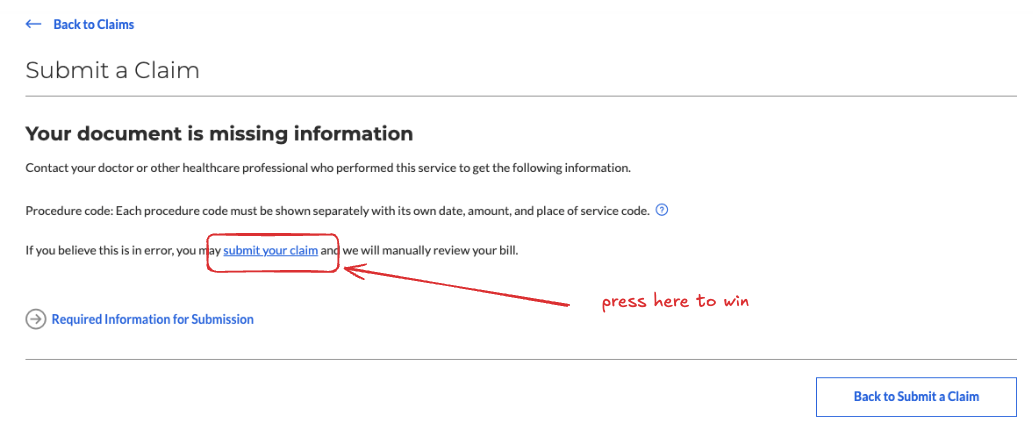 Back to Claims
Submit a Claim
Your document is missing information
Contact your doctor or other healthcare professional who performed this service to get the following information.
Procedure code: Each procedure code must be shown separately with its own date, amount, and place of service code. ?
If you believe this is in error, you may submit your claim and we will manually review your bill.
press here to win
Required Information for Submission
Back to Submit a Claim